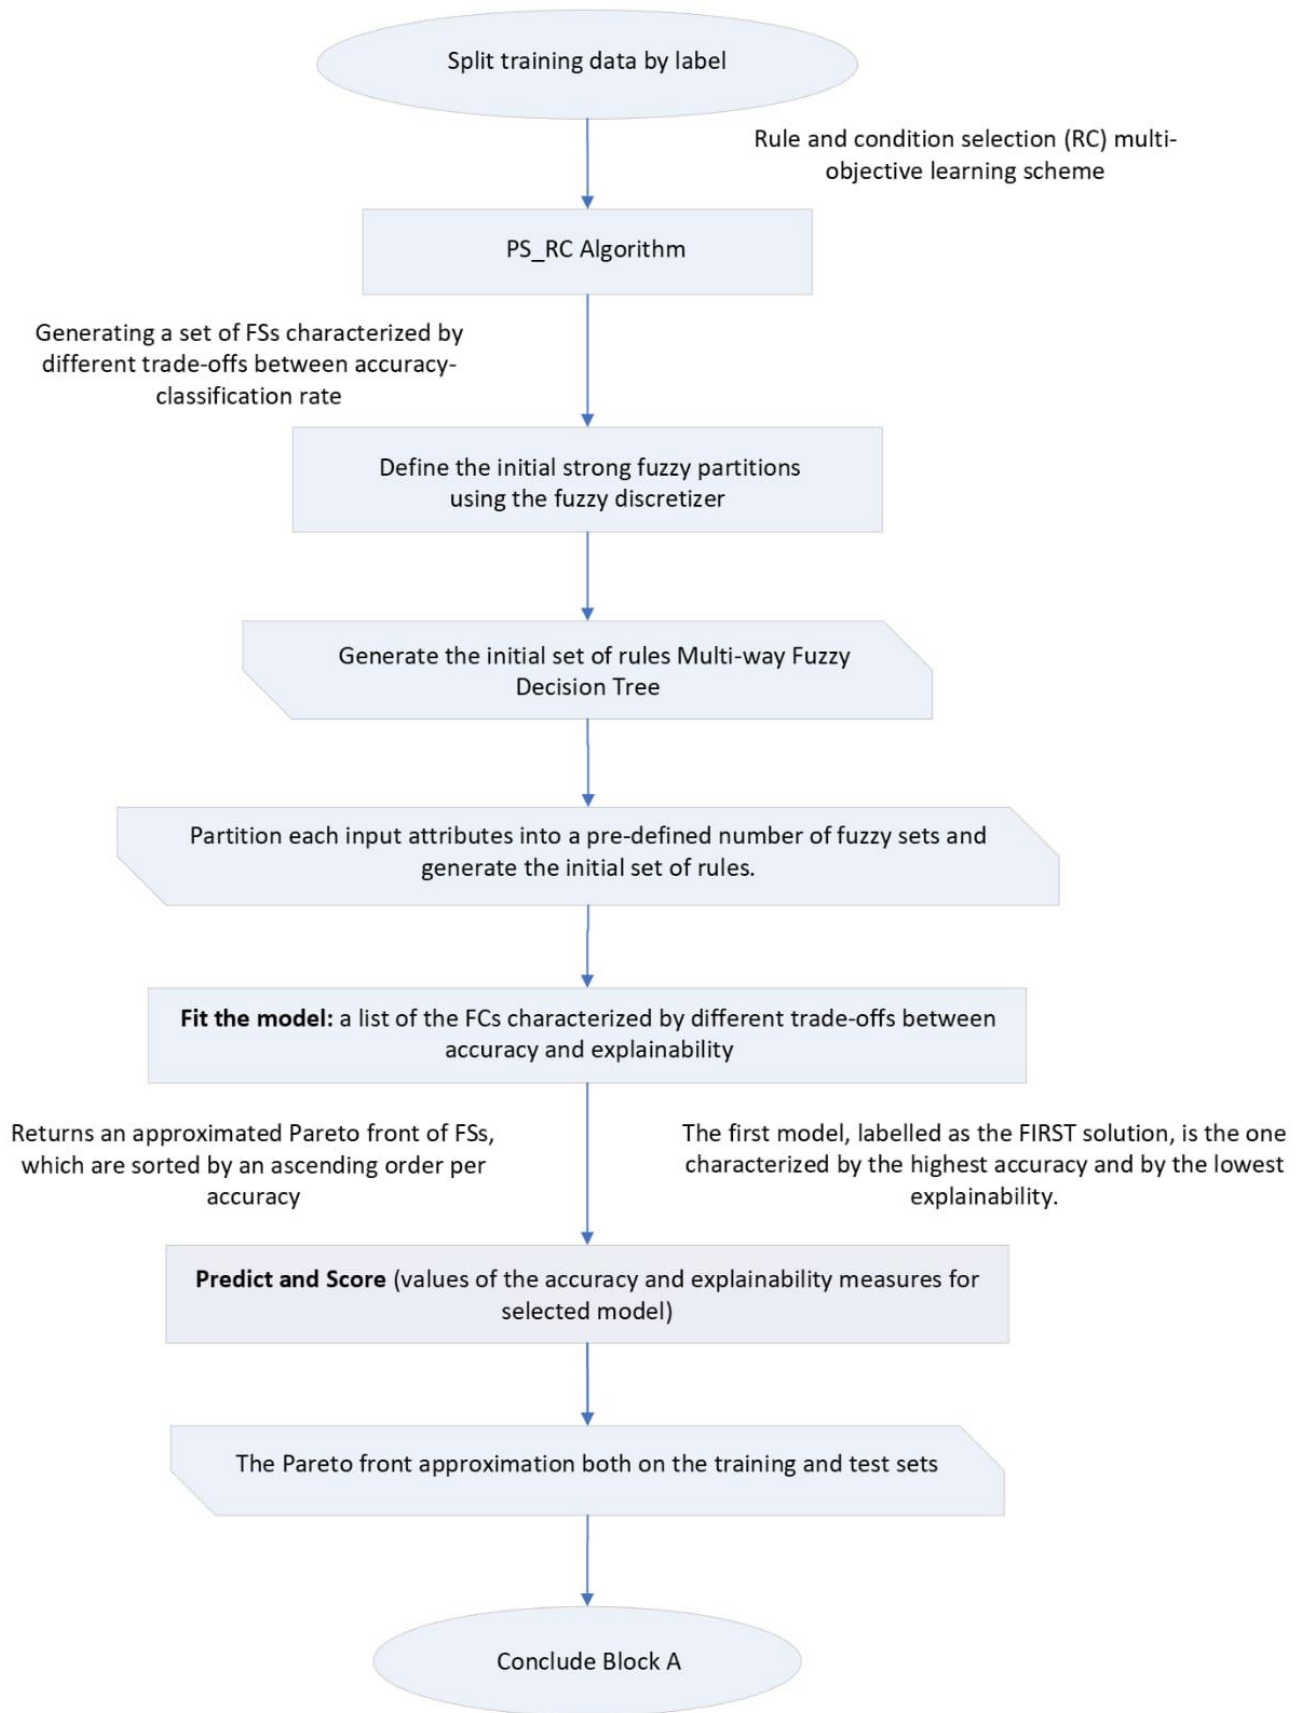 Split training data by label
Rule and condition selection (RC) multi-
objective learning scheme
PS_RC Algorithm
Generating a set of FSs characterized by
different trade-offs between accuracy-
classification rate
Define the initial strong fuzzy partitions
using the fuzzy discretizer
Generate the initial set of rules Multi-way Fuzzy
Decision Tree
Partition each input attributes into a pre-defined number of fuzzy sets and
generate the initial set of rules.
Fit the model: a list of the FCs characterized by different trade-offs between
accuracy and explainability
Returns an approximated Pareto front of FSs,
which are sorted by an ascending order per
accuracy
The first model, labelled as the FIRST solution, is the one
characterized by the highest accuracy and by the lowest
explainability.
Predict and Score (values of the accuracy and explainability measures for
selected model)
The Pareto front approximation both on the training and test sets
Conclude Block A